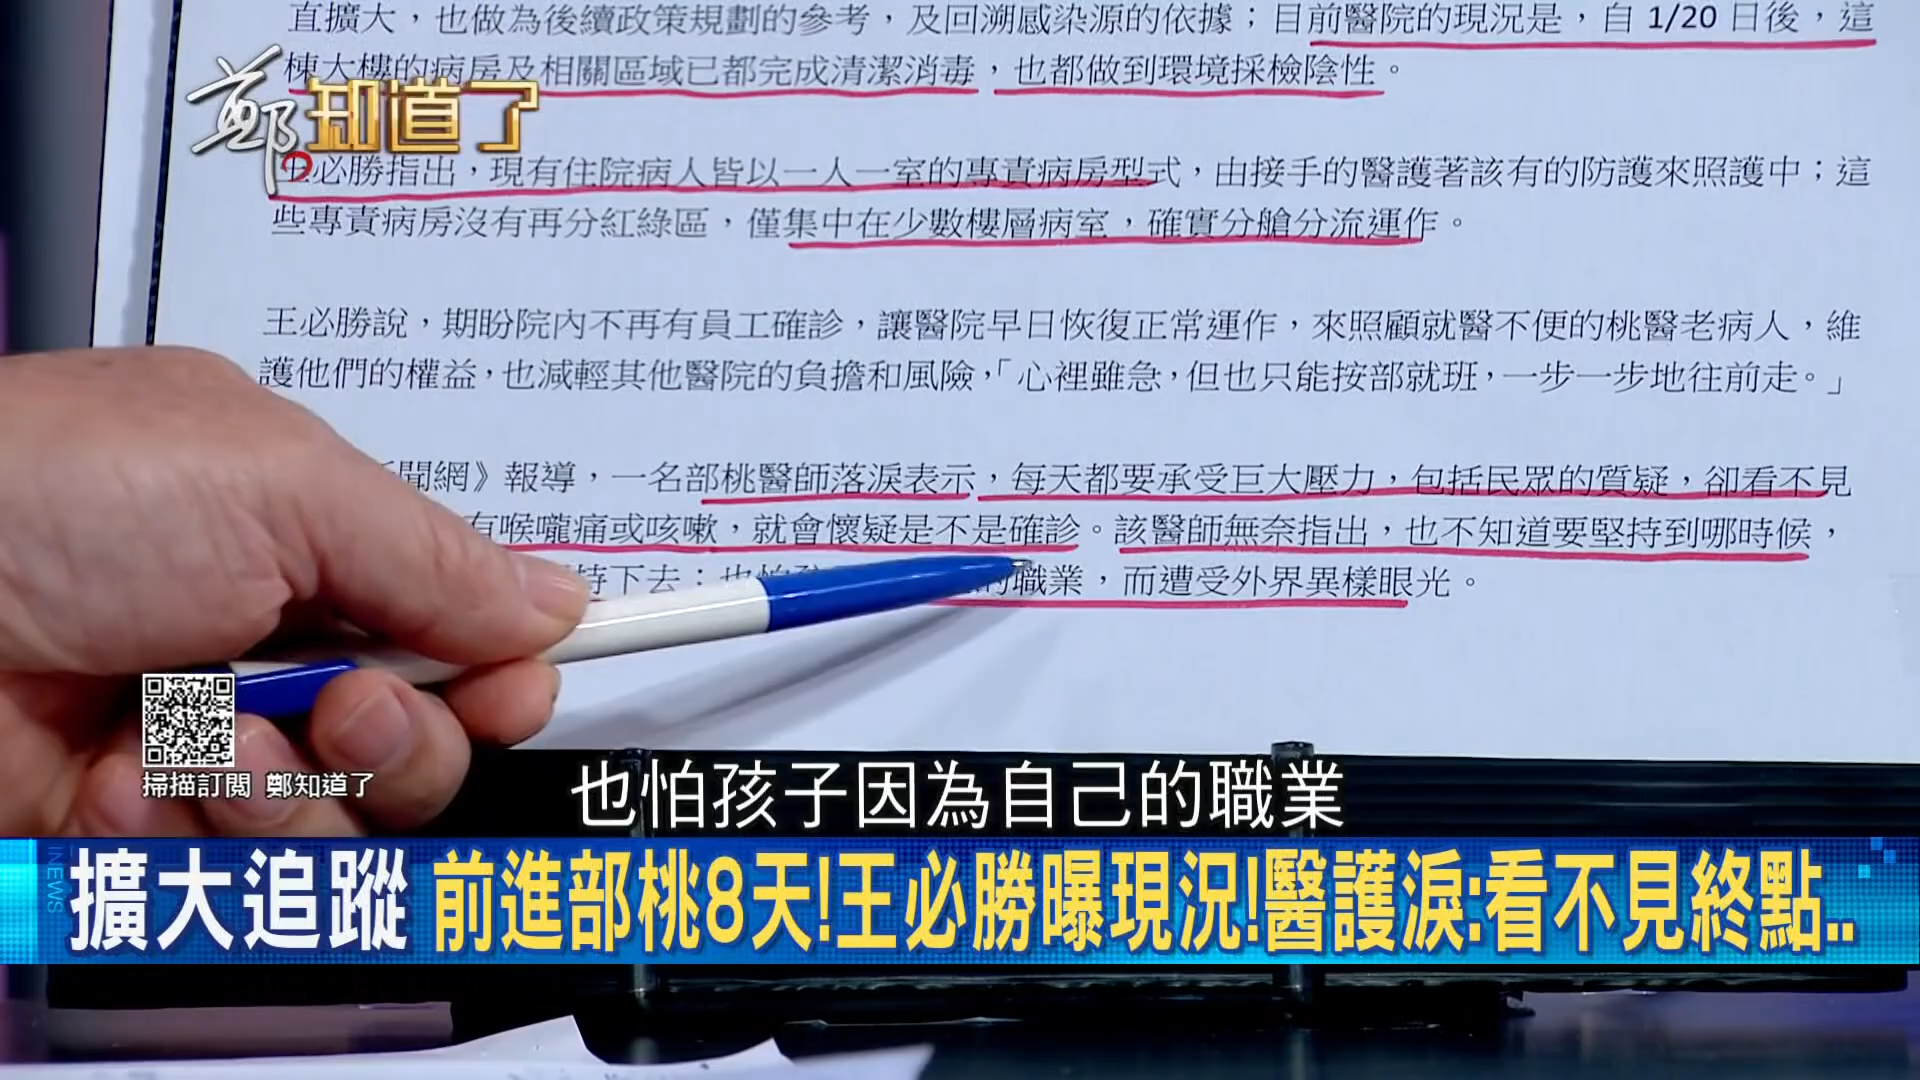 直擴大，也做為後續政策規劃的參考，及回溯感染源的依據；目前醫院的現況是，自 1/20 日後，這
棟大樓的病房及相關區域已都完成清潔消毒，也都做到環境採檢陰性。
鄭知道了
王必勝指出，現有住院病人皆以一人一室的專責病房型式，由接手的醫護著該有的防護來照護中；這
些專責病房沒有再分紅綠區，僅集中在少數樓層病室，確實分艙分流運作。
王必勝說，期盼院內不再有員工確診，讓醫院早日恢復正常運作，來照顧就醫不便的桃醫老病人，維
護他們的權益，也減輕其他醫院的負擔和風險，「心裡雖急，但也只能按部就班，一步一步地往前走。」
聞網》報導，一名部桃醫師落淚表示，每天都要承受巨大壓力，包括民眾的質疑，卻看不見
有喉嚨痛或咳嗽，就會懷疑是不是確診。該醫師無奈指出，也不知道要堅持到哪時候，
持下去；也怕 的職業，而遭受外界異樣眼光。
掃描訂閱 鄭知道了
也怕孩子因為自己的職業
INEWS
擴大追蹤 前進部桃8天!王必勝曝現況!醫護淚:看不見終點..